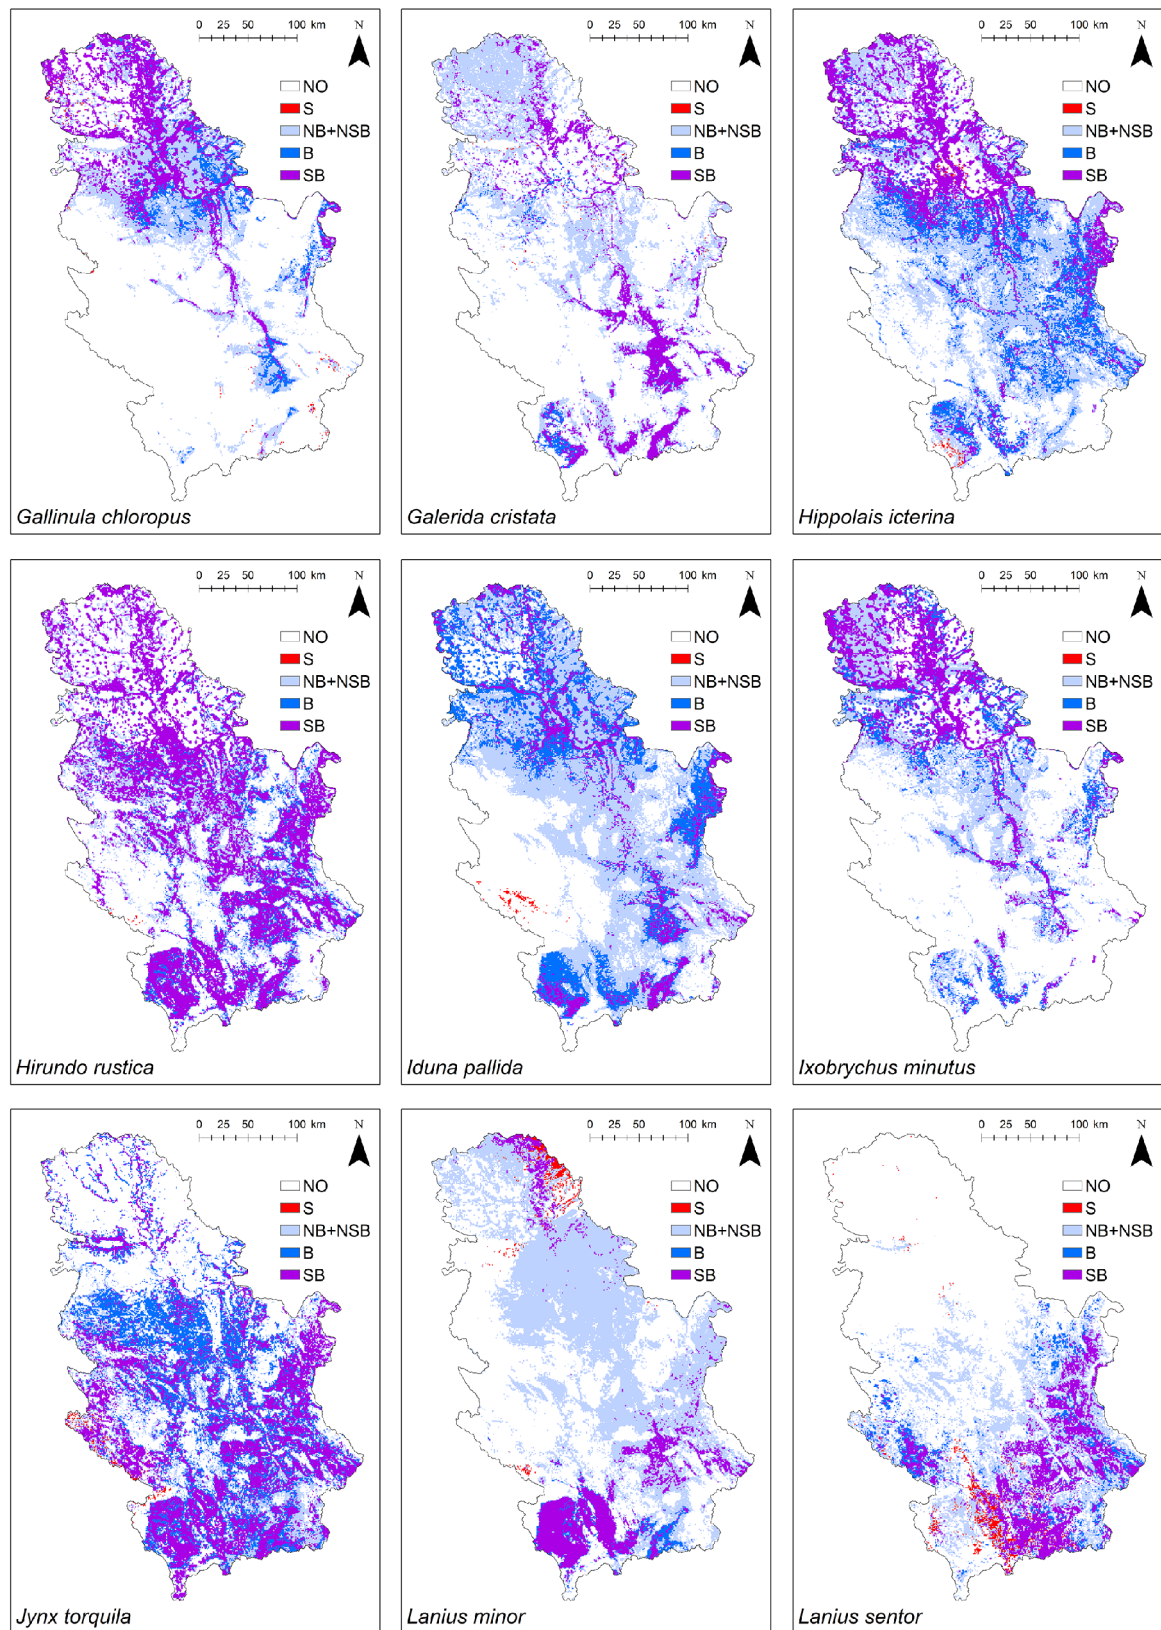 0 25 50 100 km
N
NO
S
NB+NSB
B
SB
Gallinula chloropus
0 25 50 100 km
N
NO
S
NB+NSB
B
SB
Galerida cristata
0 25 50 100 km
N
NO
S
NB+NSB
B
SB
Hippolais icterina
0 25 50 100 km
N
NO
S
NB+NSB
B
SB
Hirundo rustica
0 25 50 100 km
N
NO
S
NB+NSB
B
SB
Iduna pallida
0 25 50 100 km
N
NO
S
NB+NSB
B
SB
Ixobrychus minutus
0 25 50 100 km
N
NO
S
NB+NSB
B
SB
Jynx torquila
0 25 50 100 km
N
NO
S
NB+NSB
B
SB
Lanius minor
0 25 50 100 km
N
NO
S
NB+NSB
B
SB
Lanius sentor